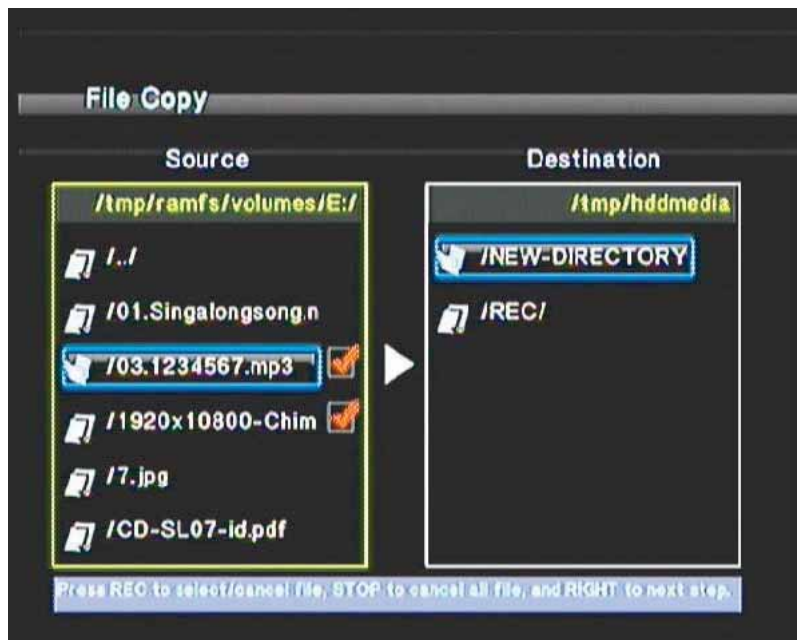 File Copy
Source
Destination
/tmp/ramfs/volumes/E:/
/../
/01.Singalongsong.n
/03.1234567.mp3
/1920x10800-Chim
/7.jpg
/CD-SL07-id.pdf
/tmp/hddmedia
/NEW-DIRECTORY
/REC/
Press REC to select/cancel file, STOP to cancel all file, and RIGHT to next step.